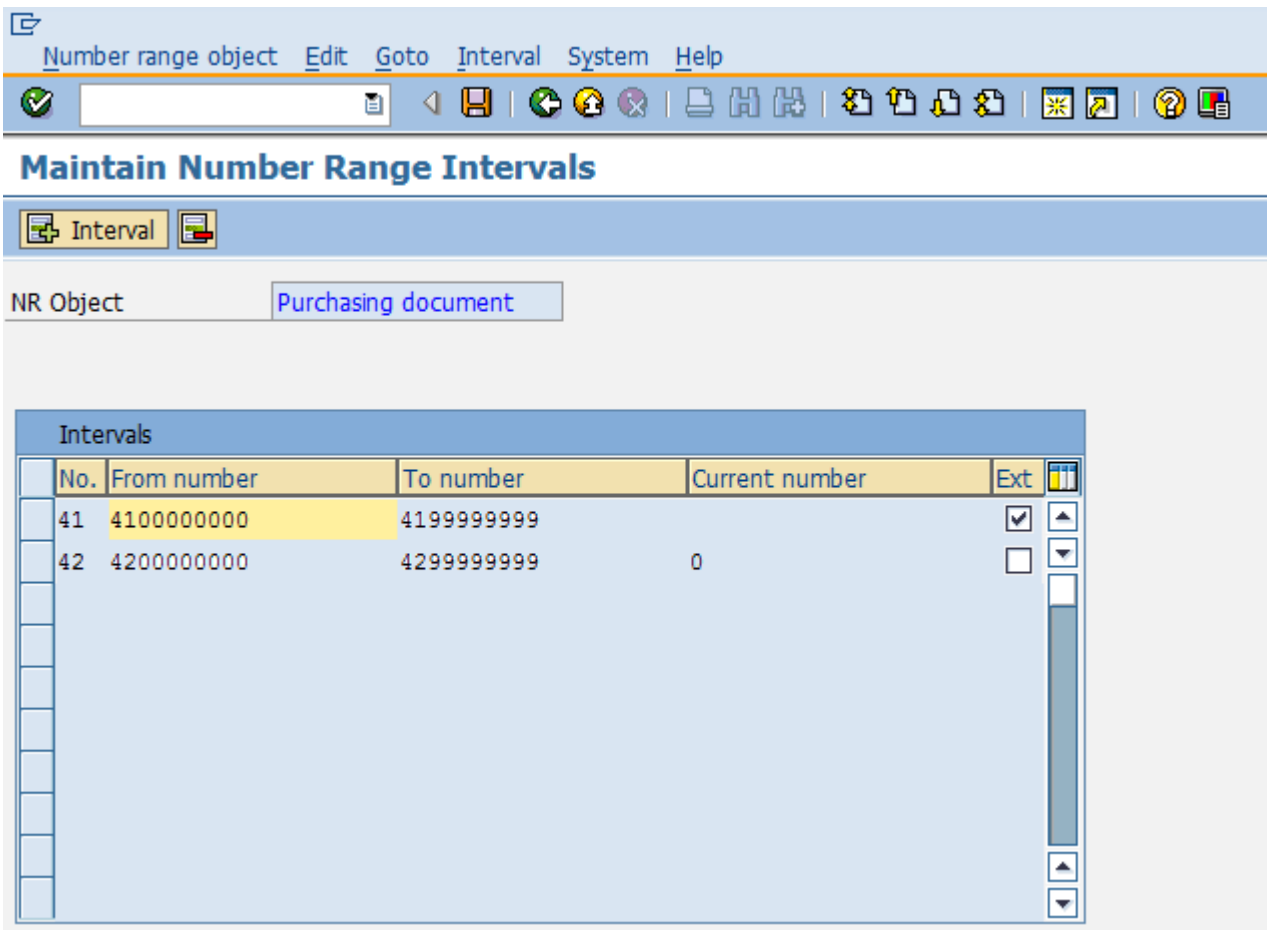 Number range object Edit Goto Interval System Help
Maintain Number Range Intervals
Interval
NR Object Purchasing document
Intervals
No. From number To number Current number Ext
41 4100000000 4199999999
42 4200000000 4299999999 0